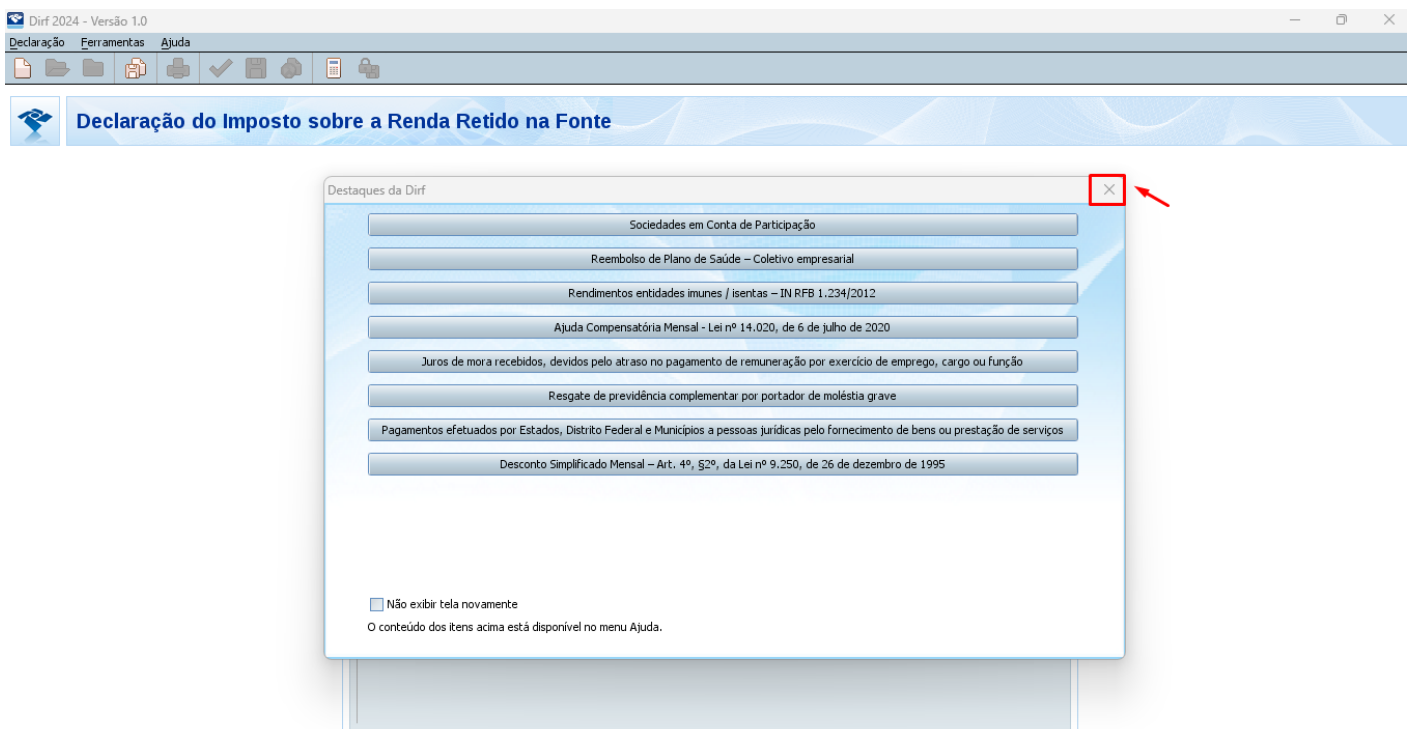 Dirf 2024 - Versão 1.0
Declaração Ferramentas Ajuda
Declaração do Imposto sobre a Renda Retido na Fonte
Destaques da Dirf
Sociedades em Conta de Participação
Reembolso de Plano de Saúde – Coletivo empresarial
Rendimentos entidades imunes / isentas – IN RFB 1.234/2012
Ajuda Compensatória Mensal - Lei nº 14.020, de 6 de julho de 2020
Juros de mora recebidos, devidos pelo atraso no pagamento de remuneração por exercício de emprego, cargo ou função
Resgate de previdência complementar por portador de moléstia grave
Pagamentos efetuados por Estados, Distrito Federal e Municípios a pessoas jurídicas pelo fornecimento de bens ou prestação de serviços
Desconto Simplificado Mensal – Art. 4º, §2º, da Lei nº 9.250, de 26 de dezembro de 1995
Não exibir tela novamente
O conteúdo dos itens acima está disponível no menu Ajuda.